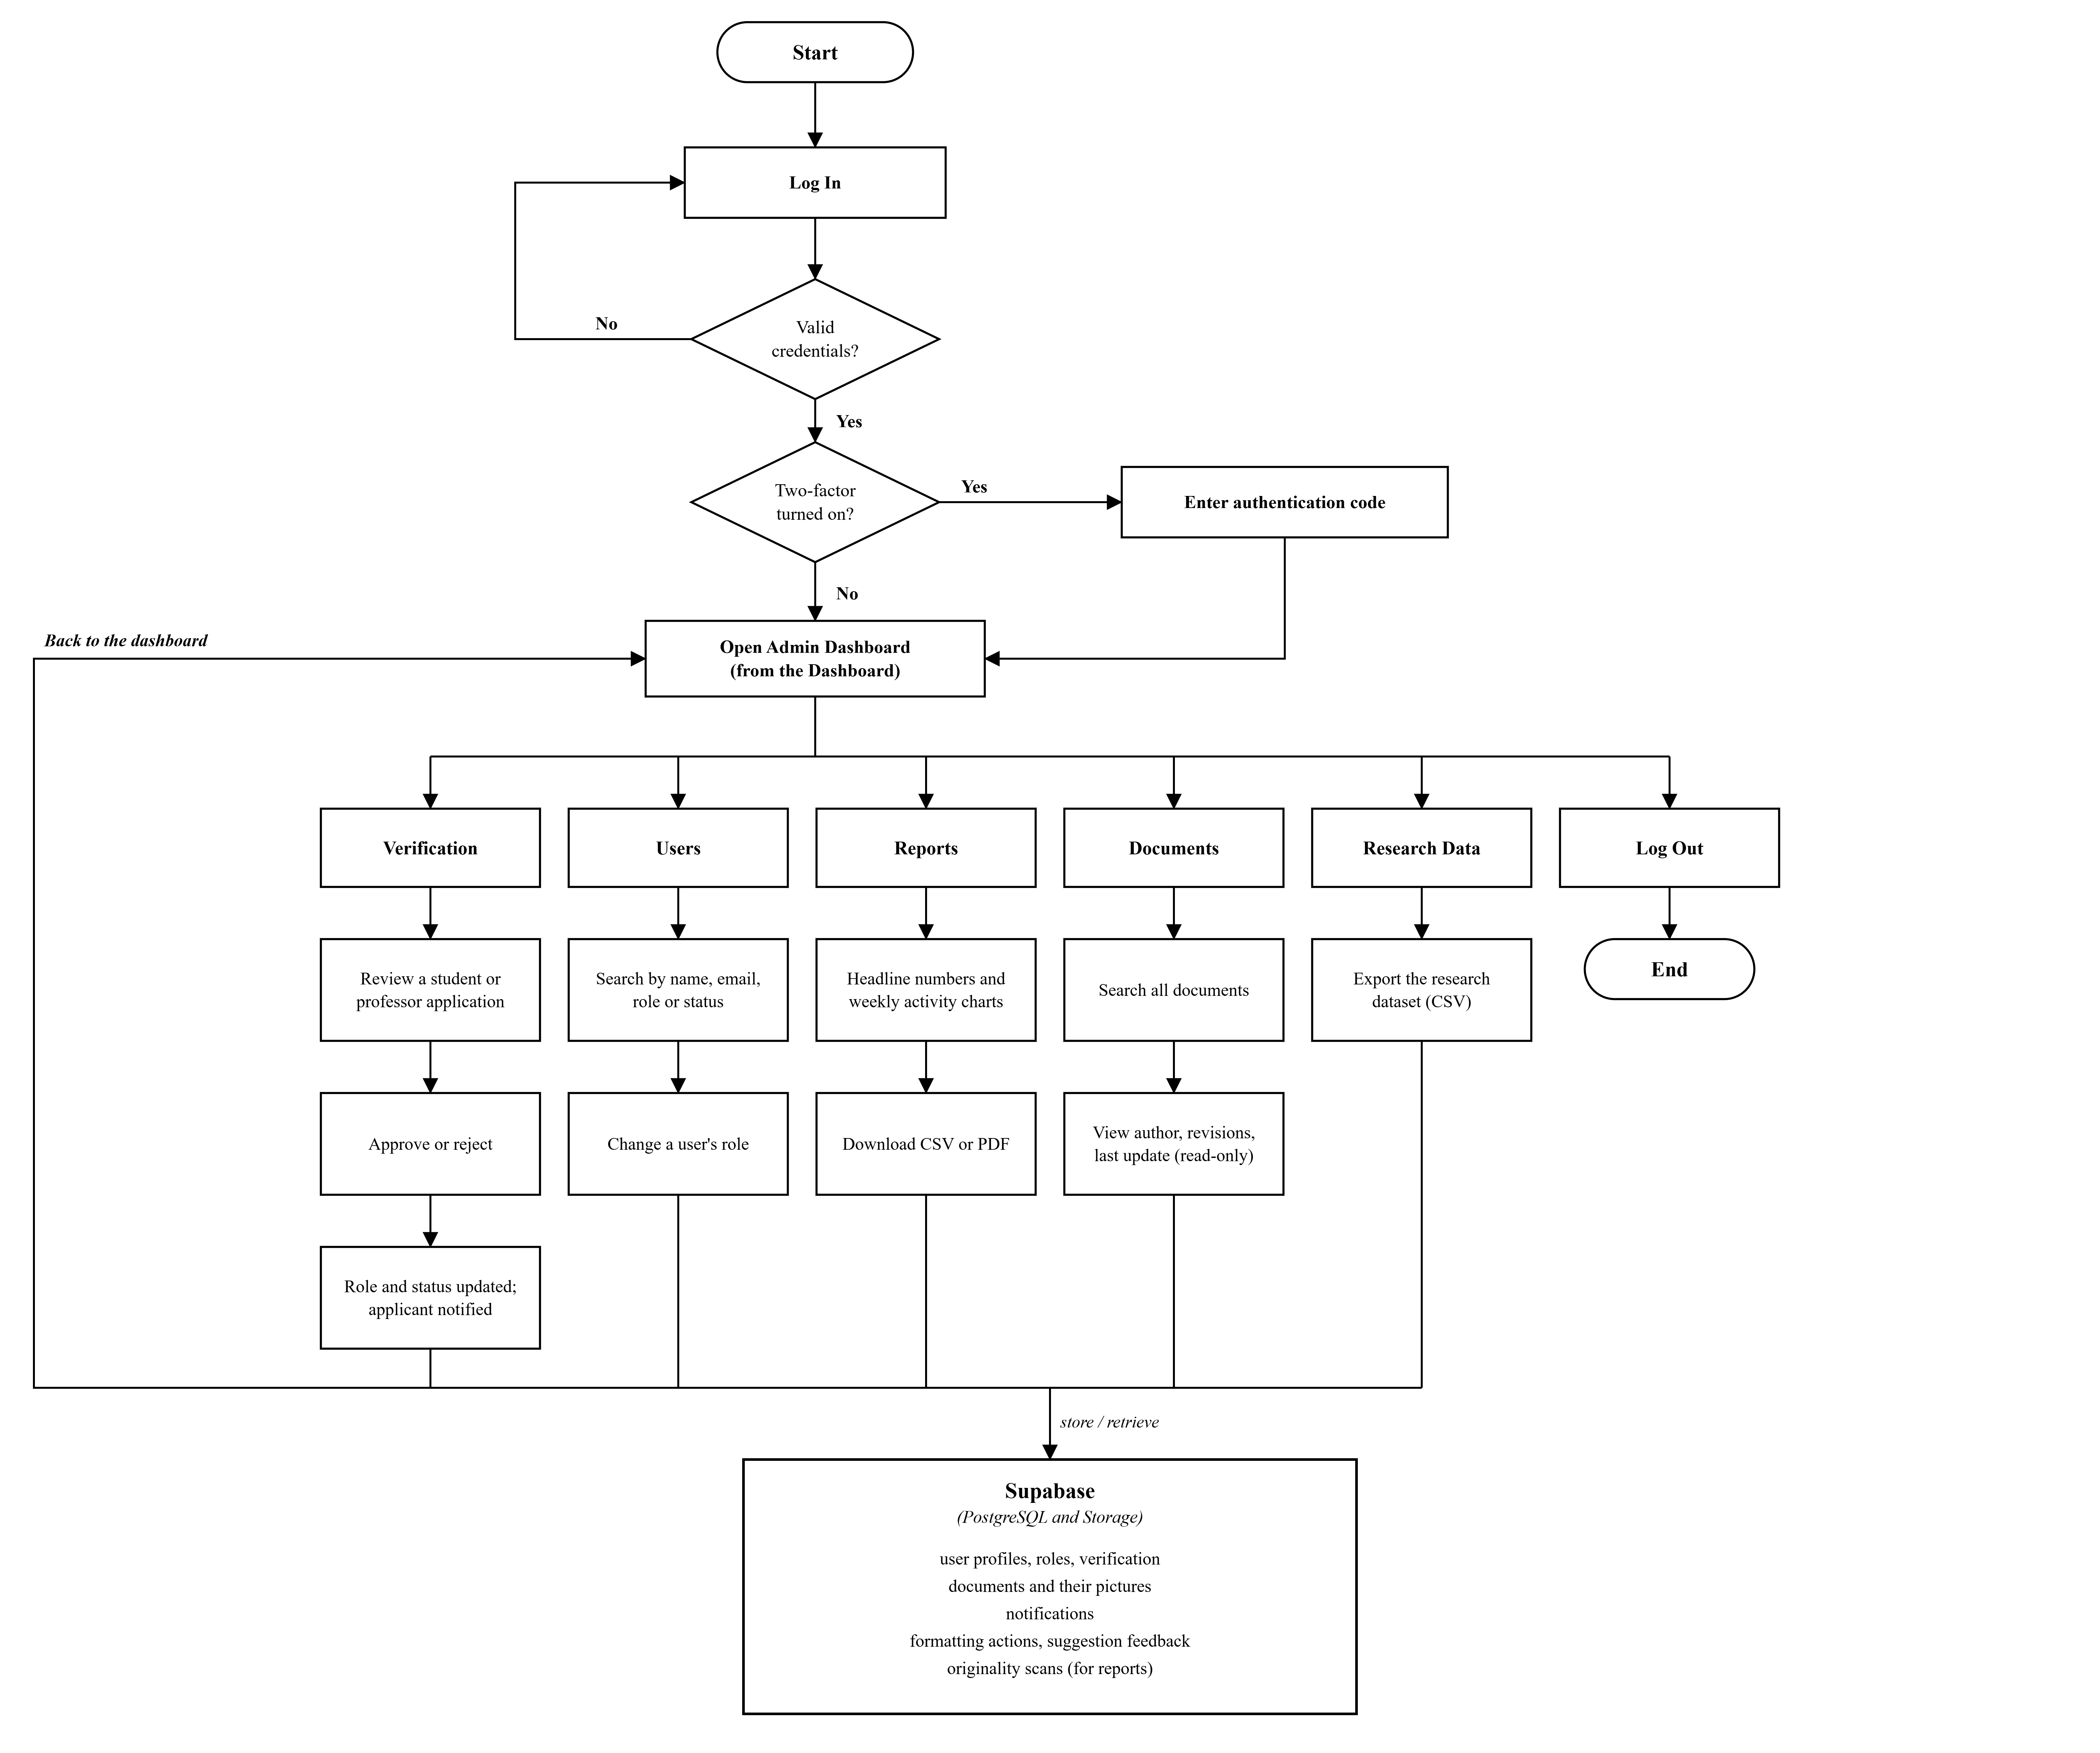 Start
Log In
No
Valid
credentials?
Yes
Two-factor
turned on?
Yes
Enter authentication code
No
Back to the dashboard
Open Admin Dashboard
(from the Dashboard)
Verification
Users
Reports
Documents
Research Data
Log Out
Review a student or
professor application
Search by name, email,
role or status
Headline numbers and
weekly activity charts
Search all documents
Export the research
dataset (CSV)
End
Approve or reject
Change a user's role
Download CSV or PDF
View author, revisions,
last update (read-only)
Role and status updated;
applicant notified
store / retrieve
Supabase
(PostgreSQL and Storage)
user profiles, roles, verification
documents and their pictures
notifications
formatting actions, suggestion feedback
originality scans (for reports)